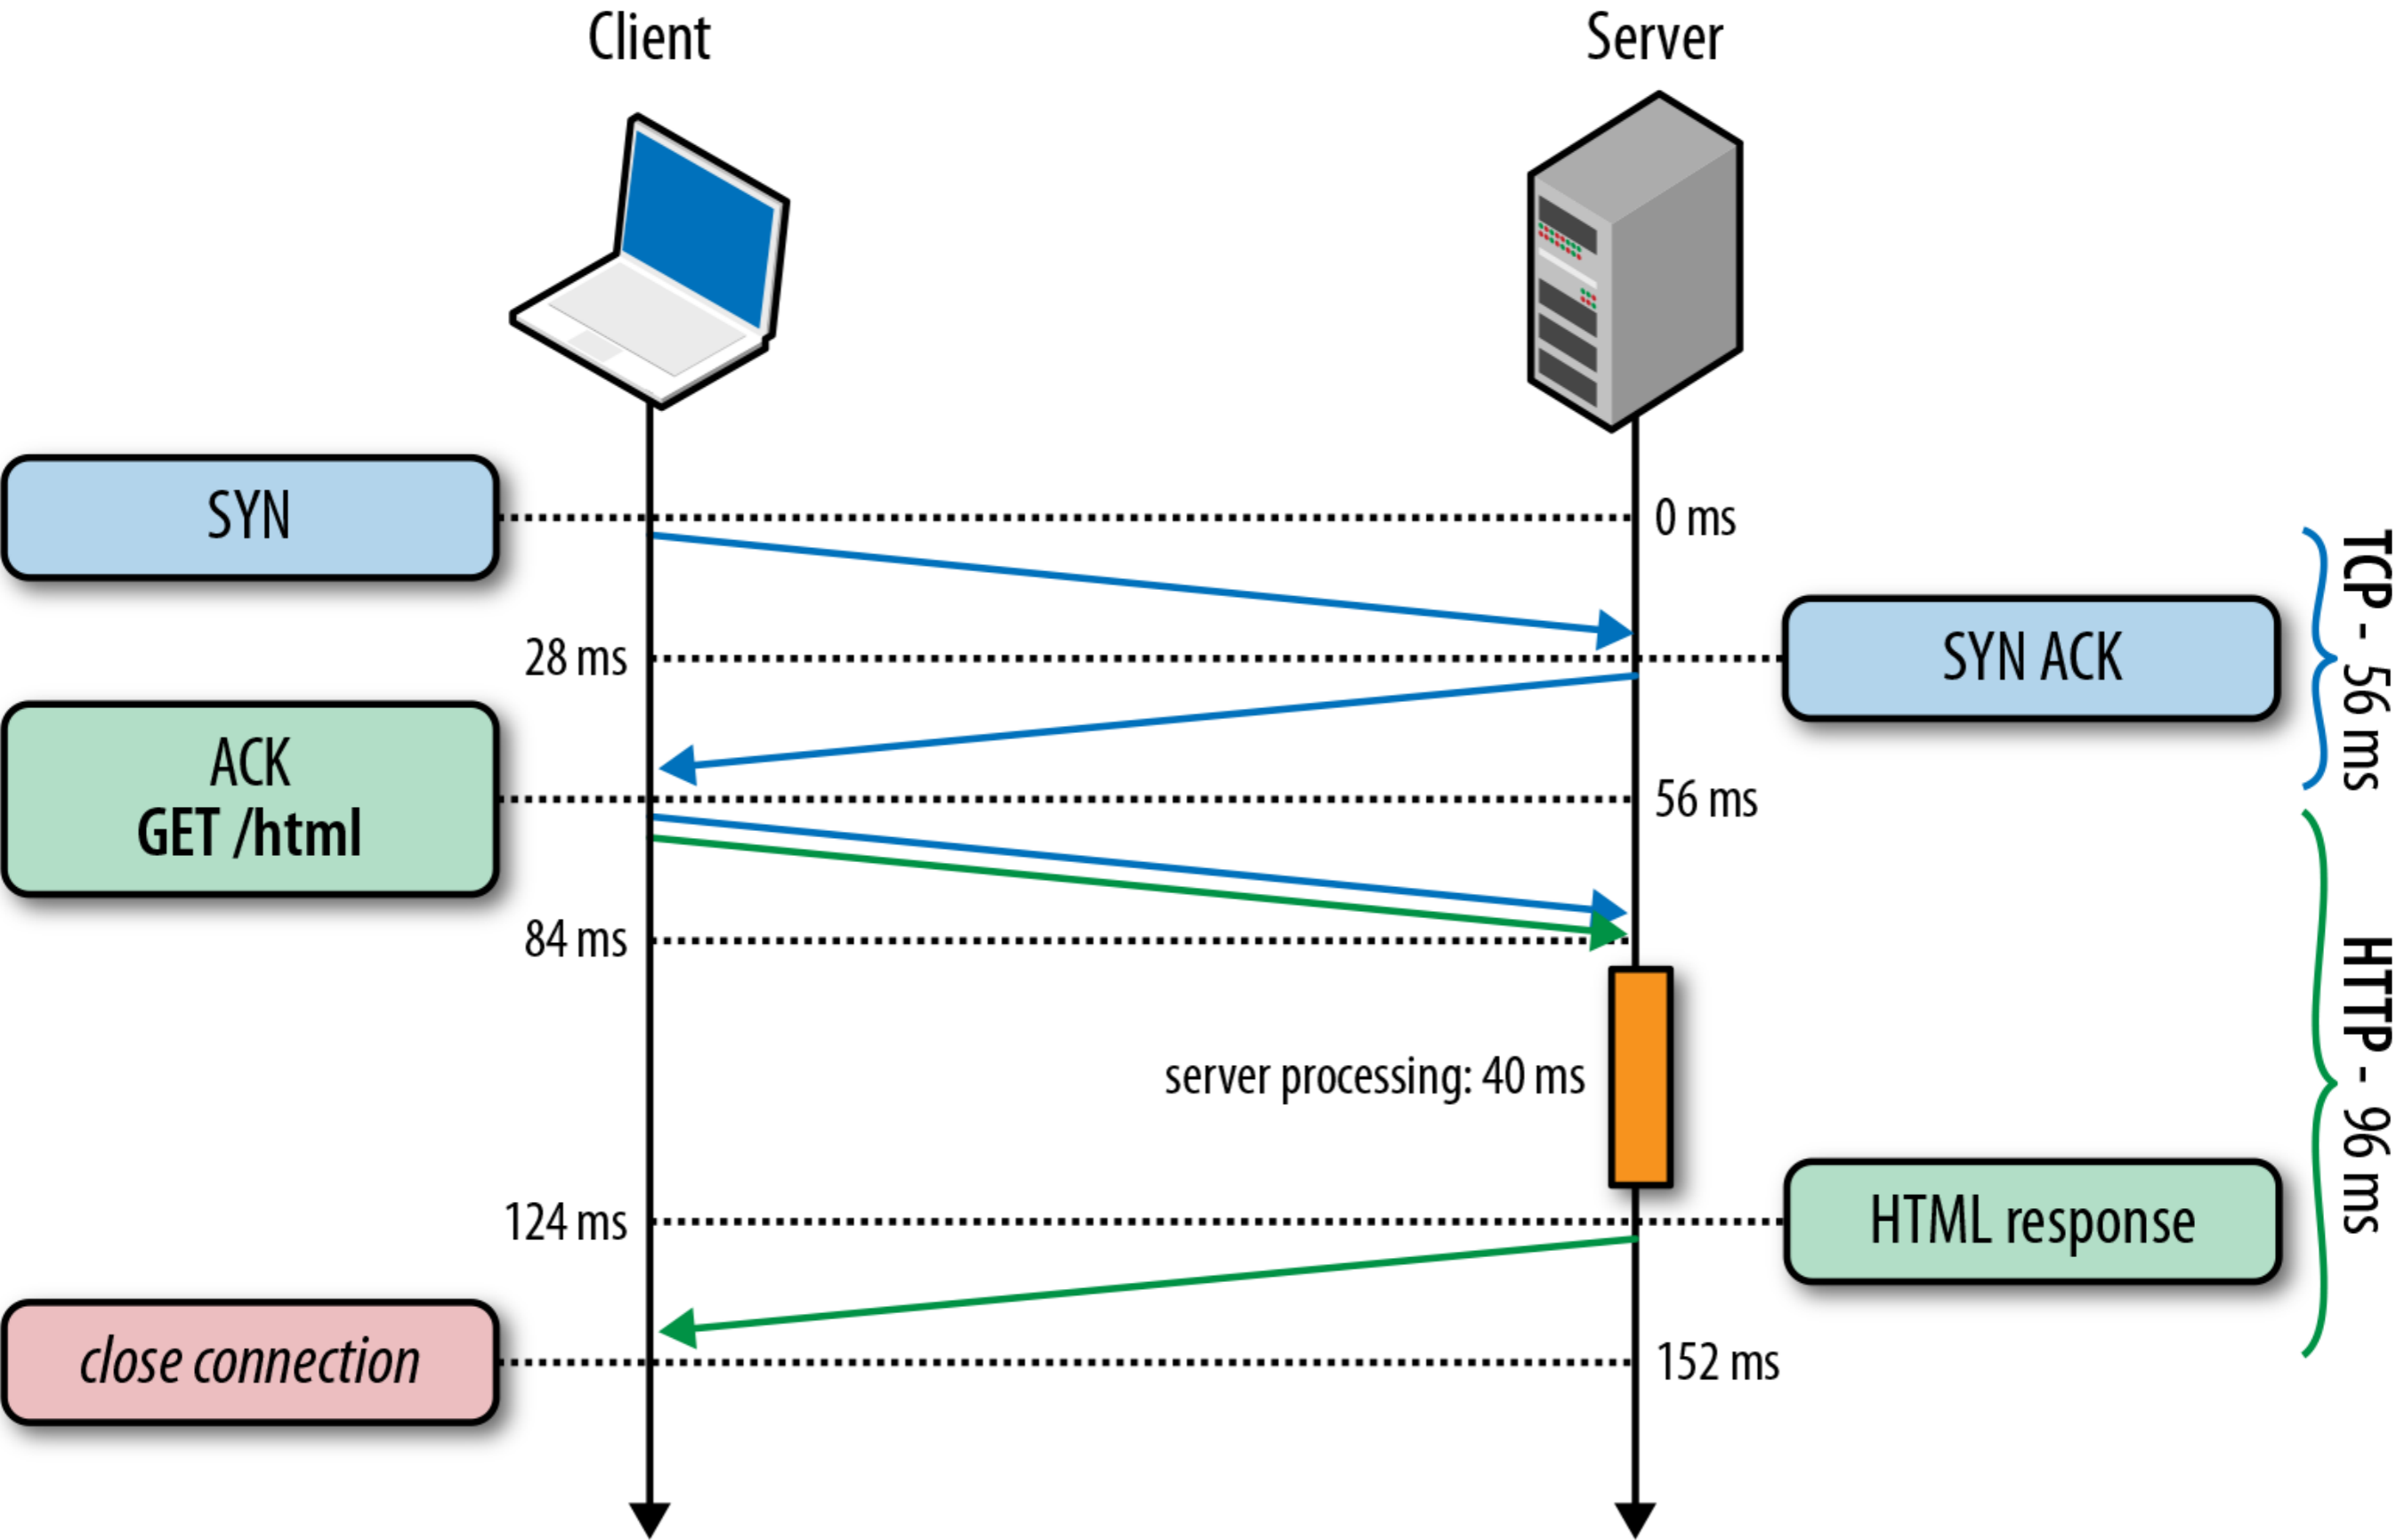 Client
Server
SYN
0 ms
28 ms
SYN ACK
TCP - 56 ms
ACK
GET /html
56 ms
84 ms
server processing: 40 ms
HTTP - 96 ms
124 ms
HTML response
close connection
152 ms